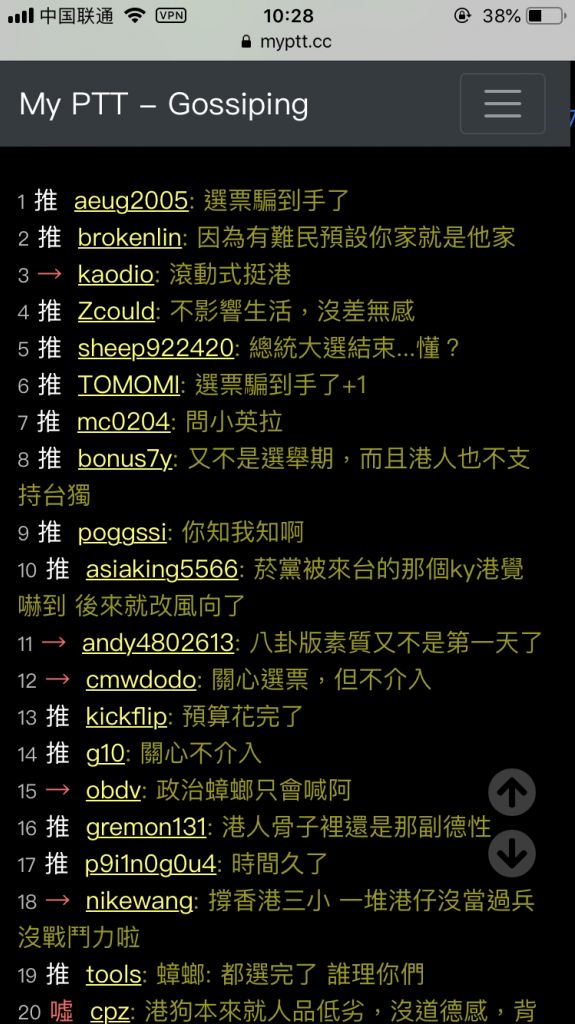 中国联通 VPN 10:28 38%
myptt.cc
My PTT – Gossiping
1 推 aeug2005: 選票騙到手了
2 推 brokenlin: 因為有難民預設你家就是他家
3 → kaodio: 滾動式挺港
4 推 Zcould: 不影響生活，沒差無感
5 推 sheep922420: 總統大選結束...懂？
6 推 TOMOMI: 選票騙到手了+1
7 推 mc0204: 問小英拉
8 推 bonus7y: 又不是選舉期，而且港人也不支
持台獨
9 推 poggssi: 你知我知啊
10 推 asiaking5566: 菸黨被來台的那個ky港覺
嚇到 後來就改風向了
11 → andy4802613: 八卦版素質又不是第一天了
12 → cmwdodo: 關心選票，但不介入
13 推 kickflip: 預算花完了
14 推 g10: 關心不介入
15 → obdv: 政治蟑螂只會喊阿
16 推 gremon131: 港人骨子裡還是那副德性
17 推 p9i1n0g0u4: 時間久了
18 → nikewang: 撐香港三小 一堆港仔沒當過兵
沒戰鬥力啦
19 推 tools: 蟑螂: 都選完了 誰理你們
20 噓 cpz: 港狗本來就人品低劣，沒道德感，背